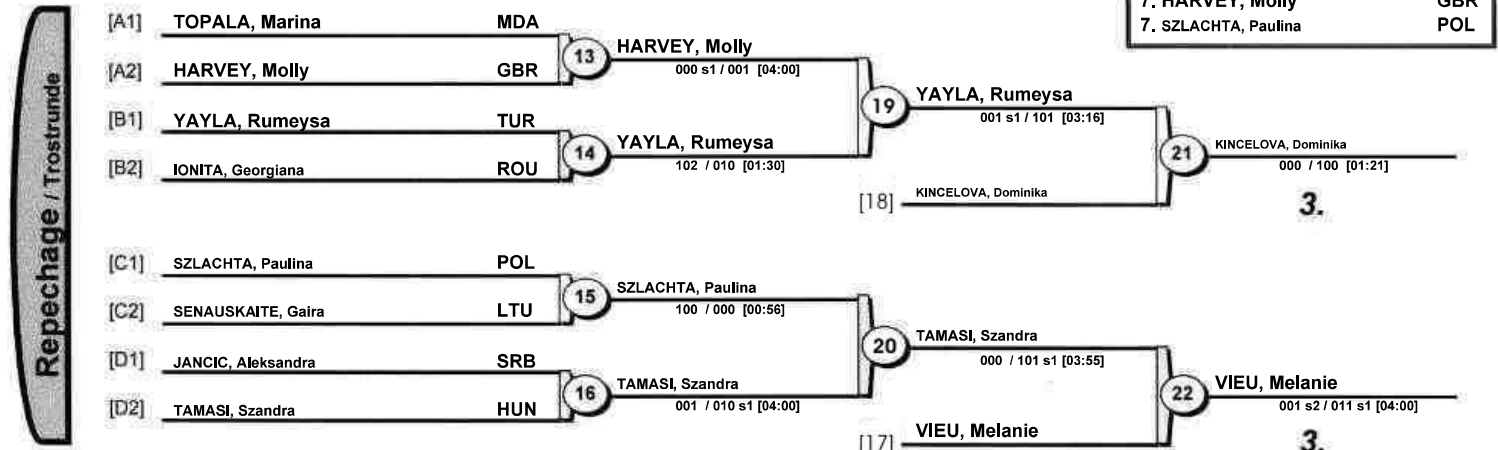 7. HARVEY, Molly GBR
7. SZLACHTA, Paulina POL
Repechage / Trostrunde
[A1] TOPALA, Marina MDA
[A2] HARVEY, Molly GBR
[B1] YAYLA, Rumeysa TUR
[B2] IONITA, Georgiana ROU
13
HARVEY, Molly
000 s1 / 001 [04:00]
14
YAYLA, Rumeysa
102 / 010 [01:30]
19
YAYLA, Rumeysa
001 s1 / 101 [03:16]
[18] KINCELOVA, Dominika
21
KINCELOVA, Dominika
000 / 100 [01:21]
3.
[C1] SZLACHTA, Paulina POL
[C2] SENAUSKAITE, Gaira LTU
[D1] JANCIC, Aleksandra SRB
[D2] TAMASI, Szandra HUN
15
SZLACHTA, Paulina
100 / 000 [00:56]
16
TAMASI, Szandra
001 / 010 s1 [04:00]
20
TAMASI, Szandra
000 / 101 s1 [03:55]
[17] VIEU, Melanie
22
VIEU, Melanie
001 s2 / 011 s1 [04:00]
3.